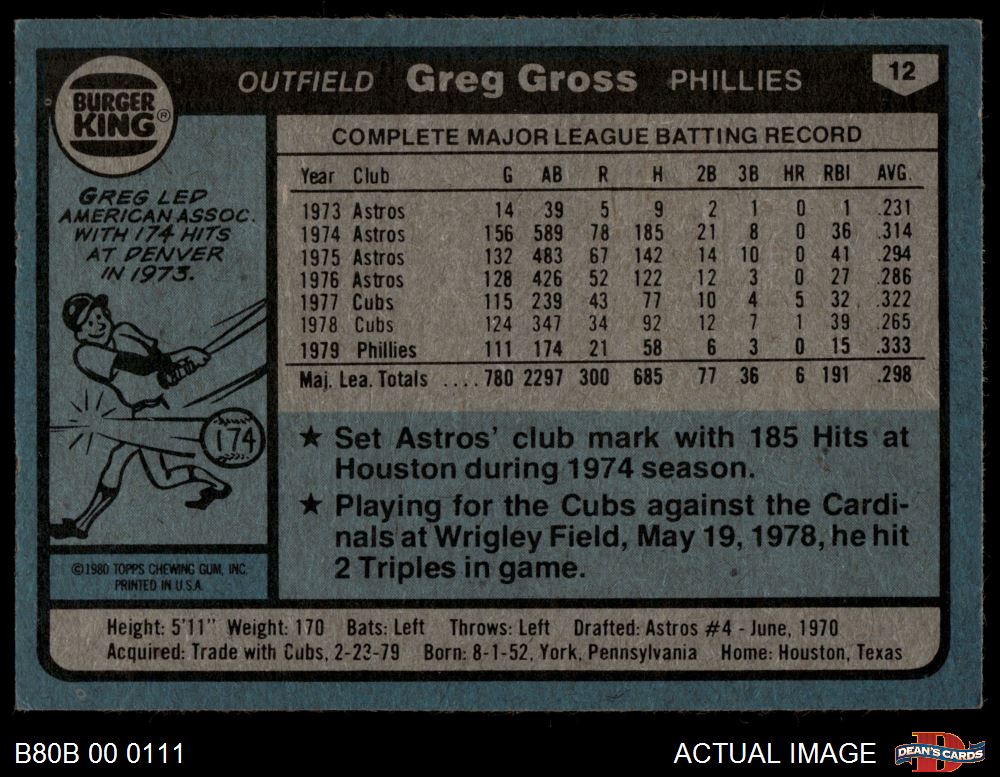 BURGER
KING®
OUTFIELD Greg Gross PHILLIES
12
GREG LED
AMERICAN ASSOC.
WITH 174 HITS
AT DENVER
IN 1973.
174
©1980 TOPPS CHEWING GUM, INC.
PRINTED IN U.S.A.
COMPLETE MAJOR LEAGUE BATTING RECORD
Year Club G AB R H 2B 3B HR RBI AVG.
1973 Astros 14 39 5 9 2 1 0 1 .231
1974 Astros 156 589 78 185 21 8 0 36 .314
1975 Astros 132 483 67 142 14 10 0 41 .294
1976 Astros 128 426 52 122 12 3 0 27 .286
1977 Cubs 115 239 43 77 10 4 5 32 .322
1978 Cubs 124 347 34 92 12 7 1 39 .265
1979 Phillies 111 174 21 58 6 3 0 15 .333
Maj. Lea. Totals .... 780 2297 300 685 77 36 6 191 .298
★ Set Astros' club mark with 185 Hits at
Houston during 1974 season.
★ Playing for the Cubs against the Cardi-
nals at Wrigley Field, May 19, 1978, he hit
2 Triples in game.
Height: 5'11" Weight: 170 Bats: Left Throws: Left Drafted: Astros #4 - June, 1970
Acquired: Trade with Cubs, 2-23-79 Born: 8-1-52, York, Pennsylvania Home: Houston, Texas
B80B 00 0111
ACTUAL IMAGE
D
DEAN'S CARDS